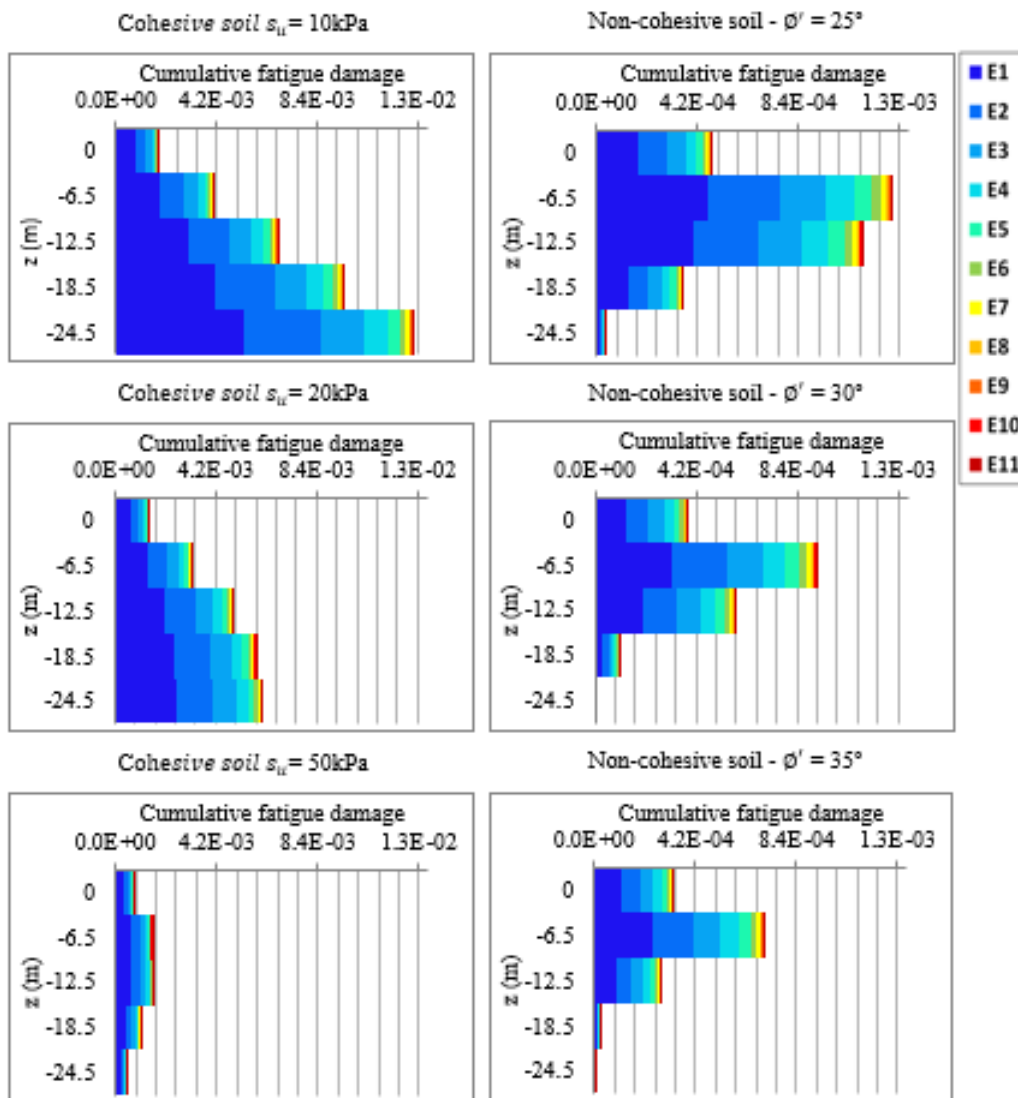 Cohesive soil sᵤ= 10kPa
Cumulative fatigue damage
0.0E+00 4.2E-03 8.4E-03 1.3E-02
z (m)
0
-6.5
-12.5
-18.5
-24.5
Non-cohesive soil - ø' = 25°
Cumulative fatigue damage
0.0E+00 4.2E-04 8.4E-04 1.3E-03
z (m)
0
-6.5
-12.5
-18.5
-24.5
E1
E2
E3
E4
E5
E6
E7
E8
E9
E10
E11
Cohesive soil sᵤ= 20kPa
Cumulative fatigue damage
0.0E+00 4.2E-03 8.4E-03 1.3E-02
z (m)
0
-6.5
-12.5
-18.5
-24.5
Non-cohesive soil - ø' = 30°
Cumulative fatigue damage
0.0E+00 4.2E-04 8.4E-04 1.3E-03
z (m)
0
-6.5
-12.5
-18.5
-24.5
Cohesive soil sᵤ= 50kPa
Cumulative fatigue damage
0.0E+00 4.2E-03 8.4E-03 1.3E-02
z (m)
0
-6.5
-12.5
-18.5
-24.5
Non-cohesive soil - ø' = 35°
Cumulative fatigue damage
0.0E+00 4.2E-04 8.4E-04 1.3E-03
z (m)
0
-6.5
-12.5
-18.5
-24.5